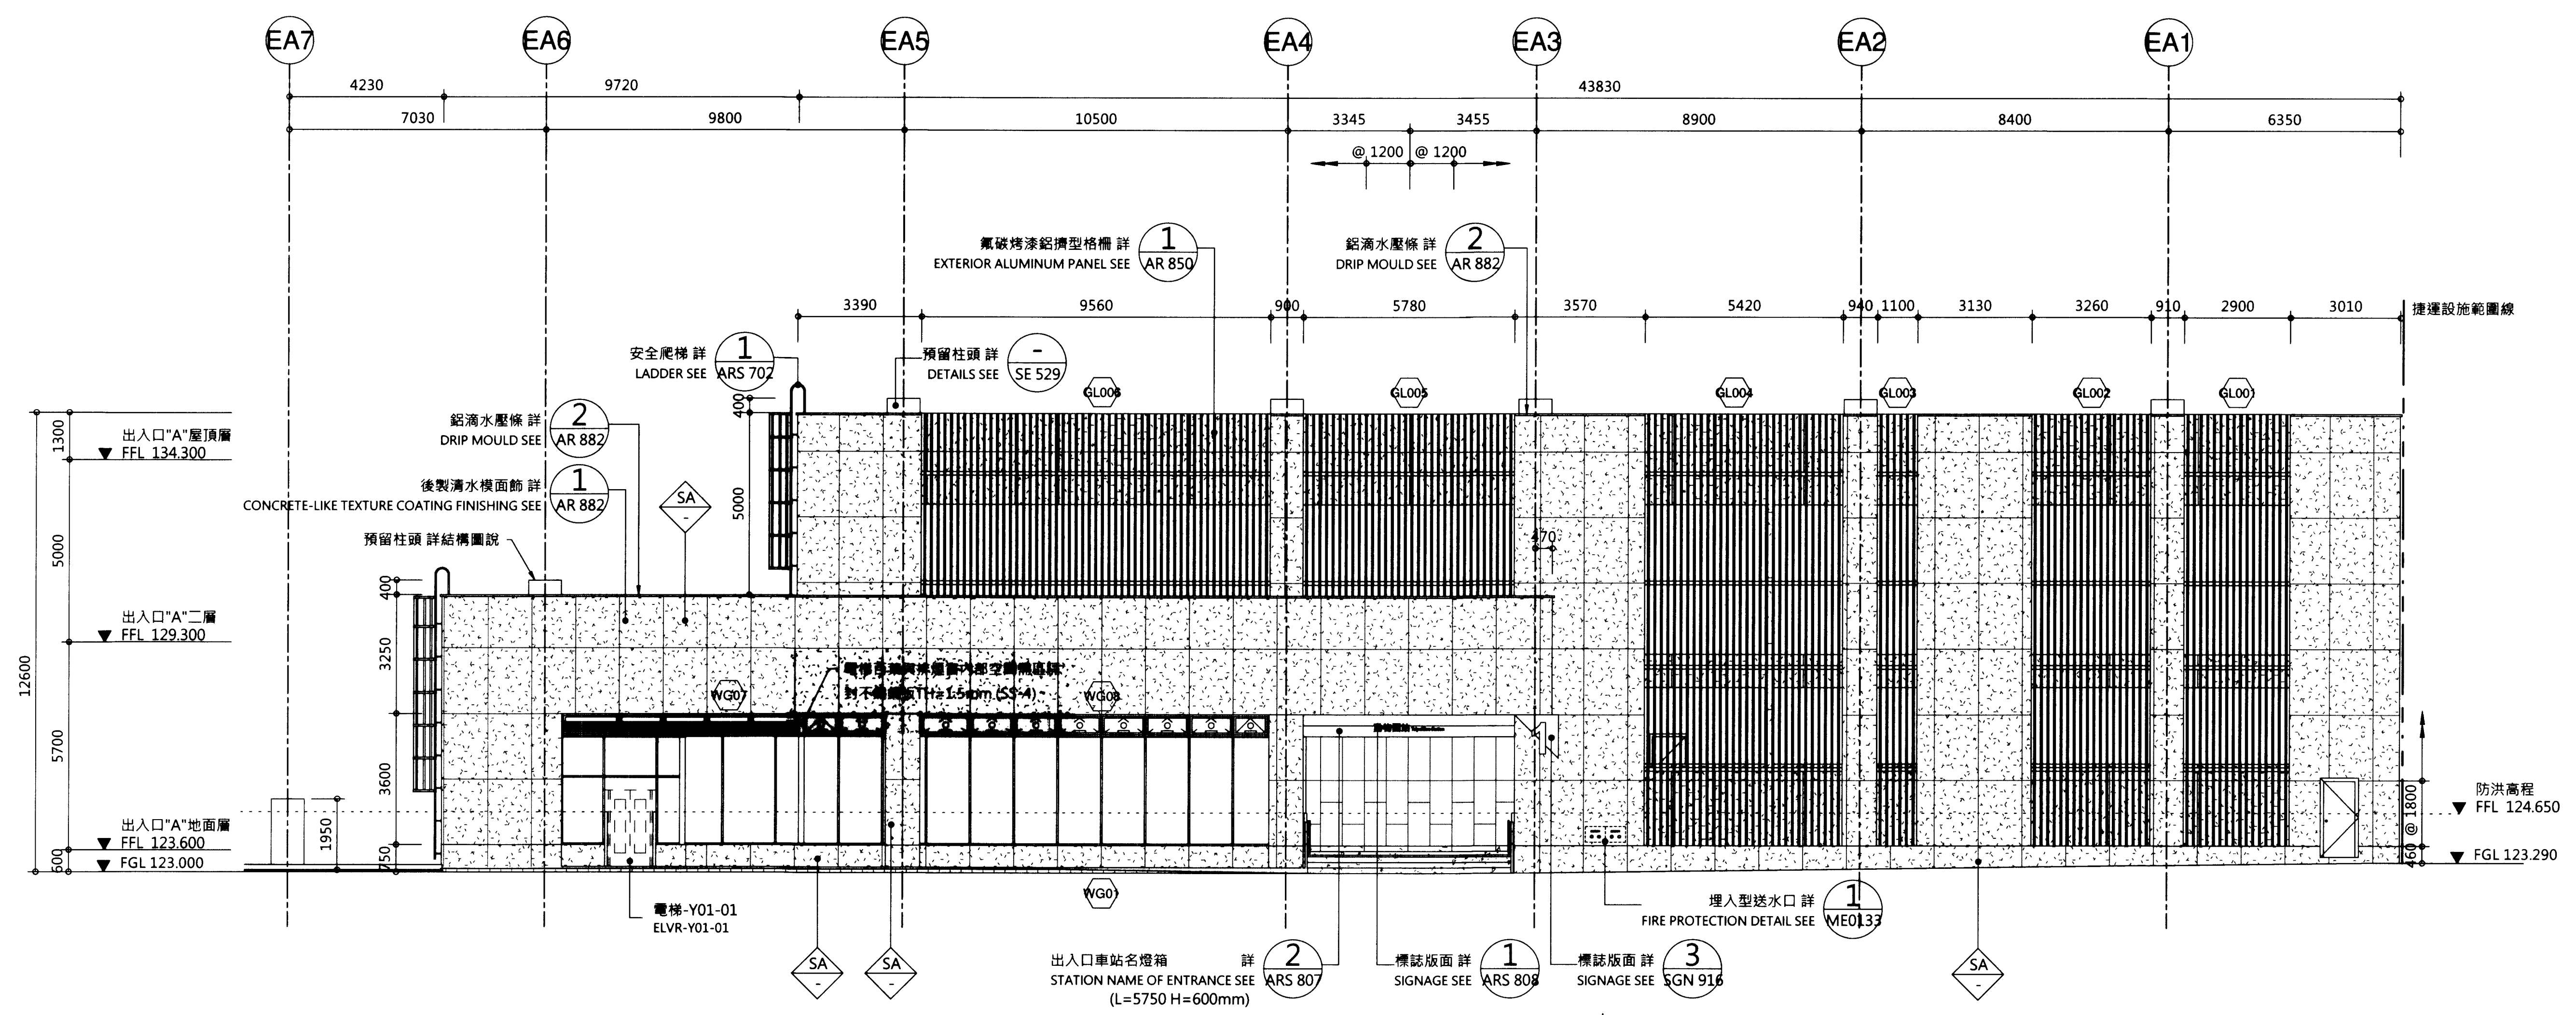 EA7 EA6 EA5 EA4 EA3 EA2 EA1
4230 9720 43830
7030 9800 10500 3345 3455 8900 8400 6350
@ 1200 @ 1200
氟碳烤漆鋁擠型格柵 詳 1
EXTERIOR ALUMINUM PANEL SEE AR 850
鋁滴水壓條 詳 2
DRIP MOULD SEE AR 882
3390 9560 900 5780 3570 5420 940 1100 3130 3260 910 2900 3010
捷運設施範圍線
安全爬梯 詳 1
LADDER SEE ARS 702
預留柱頭 詳 -
DETAILS SEE SE 529
GL006 GL005 GL004 GL003 GL002 GL001
400
鋁滴水壓條 詳 2
DRIP MOULD SEE AR 882
1300
出入口"A"屋頂層
FFL 134.300
後製清水模面飾 詳 1
CONCRETE-LIKE TEXTURE COATING FINISHING SEE AR 882
SA
-
5000
預留柱頭 詳結構圖說
470
5000
400
出入口"A"二層
FFL 129.300
3250
12600
WG07 WG08
封不
TH=1.5mm (SS-4)
5700
3600
1950
出入口"A"地面層
FFL 123.600
FGL 123.000
600
750
防洪高程
FFL 124.650
1800
460 @
FGL 123.290
電梯-Y01-01
ELVR-Y01-01
WG01
埋入型送水口 詳 1
FIRE PROTECTION DETAIL SEE ME0133
SA
-
SA
-
出入口車站名燈箱 詳 2
STATION NAME OF ENTRANCE SEE ARS 807
(L=5750 H=600mm)
標誌版面 詳 1
SIGNAGE SEE ARS 808
標誌版面 詳 3
SIGNAGE SEE SGN 916
SA
-